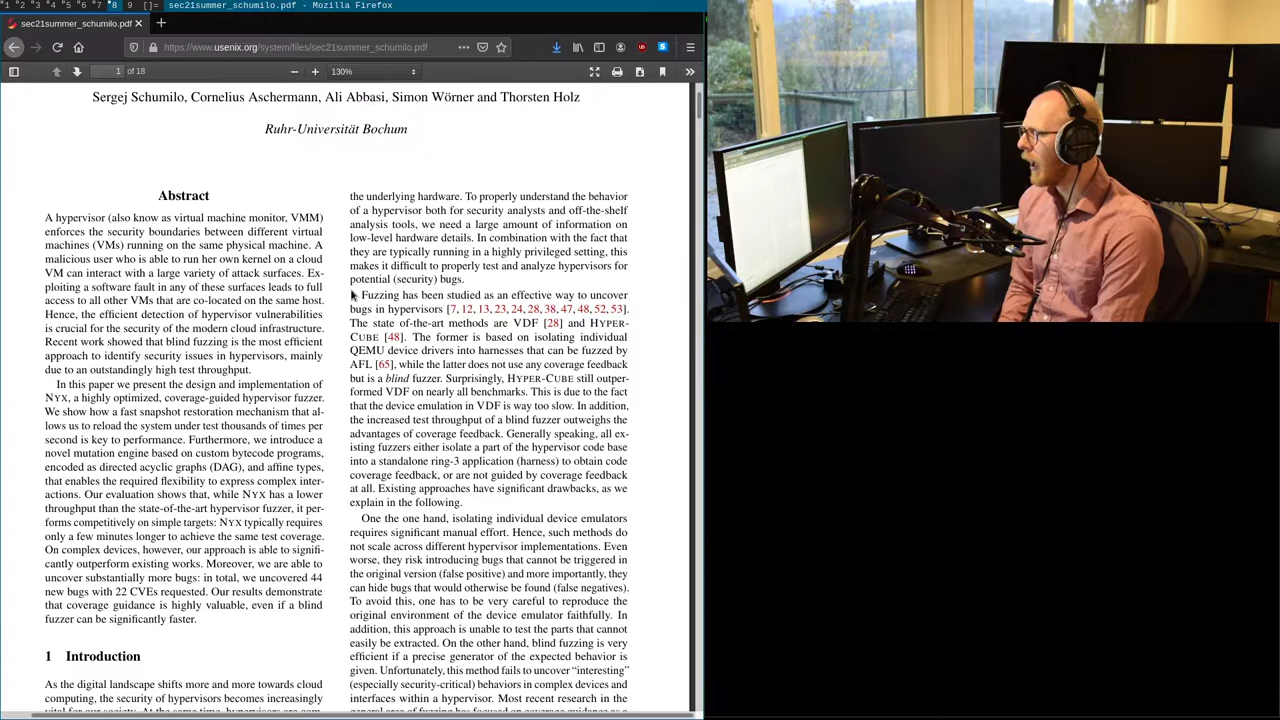 1 2 3 4 5 6 7 8 9 []= sec21summer_schumilo.pdf - Mozilla Firefox
sec21summer_schumilo.pdf
https://www.usenix.org/system/files/sec21summer_schumilo.pdf
1 of 18
130%
Sergej Schumilo, Cornelius Aschermann, Ali Abbasi, Simon Wörner and Thorsten Holz
Ruhr-Universität Bochum
Abstract
A hypervisor (also know as virtual machine monitor, VMM)
enforces the security boundaries between different virtual
machines (VMs) running on the same physical machine. A
malicious user who is able to run her own kernel on a cloud
VM can interact with a large variety of attack surfaces. Ex-
ploiting a software fault in any of these surfaces leads to full
access to all other VMs that are co-located on the same host.
Hence, the efficient detection of hypervisor vulnerabilities
is crucial for the security of the modern cloud infrastructure.
Recent work showed that blind fuzzing is the most efficient
approach to identify security issues in hypervisors, mainly
due to an outstandingly high test throughput.
In this paper we present the design and implementation of
NYX, a highly optimized, coverage-guided hypervisor fuzzer.
We show how a fast snapshot restoration mechanism that al-
lows us to reload the system under test thousands of times per
second is key to performance. Furthermore, we introduce a
novel mutation engine based on custom bytecode programs,
encoded as directed acyclic graphs (DAG), and affine types,
that enables the required flexibility to express complex inter-
actions. Our evaluation shows that, while NYX has a lower
throughput than the state-of-the-art hypervisor fuzzer, it per-
forms competitively on simple targets: NYX typically requires
only a few minutes longer to achieve the same test coverage.
On complex devices, however, our approach is able to signifi-
cantly outperform existing works. Moreover, we are able to
uncover substantially more bugs: in total, we uncovered 44
new bugs with 22 CVEs requested. Our results demonstrate
that coverage guidance is highly valuable, even if a blind
fuzzer can be significantly faster.
1 Introduction
As the digital landscape shifts more and more towards cloud
computing, the security of hypervisors becomes increasingly
vital for our society. At the same time, hypervisors are com-
the underlying hardware. To properly understand the behavior
of a hypervisor both for security analysts and off-the-shelf
analysis tools, we need a large amount of information on
low-level hardware details. In combination with the fact that
they are typically running in a highly privileged setting, this
makes it difficult to properly test and analyze hypervisors for
potential (security) bugs.
Fuzzing has been studied as an effective way to uncover
bugs in hypervisors [7, 12, 13, 23, 24, 28, 38, 47, 48, 52, 53].
The state of-the-art methods are VDF [28] and HYPER-
CUBE [48]. The former is based on isolating individual
QEMU device drivers into harnesses that can be fuzzed by
AFL [65], while the latter does not use any coverage feedback
but is a blind fuzzer. Surprisingly, HYPER-CUBE still outper-
formed VDF on nearly all benchmarks. This is due to the fact
that the device emulation in VDF is way too slow. In addition,
the increased test throughput of a blind fuzzer outweighs the
advantages of coverage feedback. Generally speaking, all ex-
isting fuzzers either isolate a part of the hypervisor code base
into a standalone ring-3 application (harness) to obtain code
coverage feedback, or are not guided by coverage feedback
at all. Existing approaches have significant drawbacks, as we
explain in the following.
One the one hand, isolating individual device emulators
requires significant manual effort. Hence, such methods do
not scale across different hypervisor implementations. Even
worse, they risk introducing bugs that cannot be triggered in
the original version (false positive) and more importantly, they
can hide bugs that would otherwise be found (false negatives).
To avoid this, one has to be very careful to reproduce the
original environment of the device emulator faithfully. In
addition, this approach is unable to test the parts that cannot
easily be extracted. On the other hand, blind fuzzing is very
efficient if a precise generator of the expected behavior is
given. Unfortunately, this method fails to uncover “interesting”
(especially security-critical) behaviors in complex devices and
interfaces within a hypervisor. Most recent research in the
general area of fuzzing has focused on coverage guidance as a